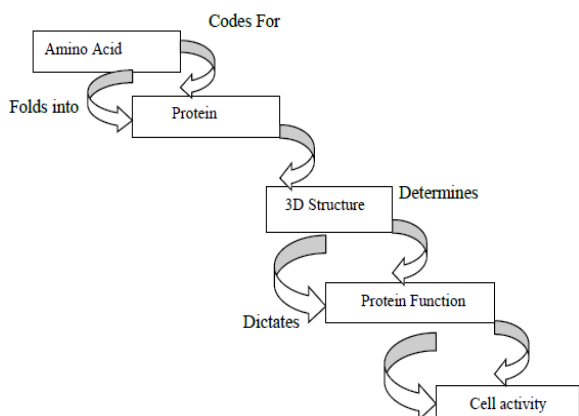 Codes For
Amino Acid
Folds into
Protein
3D Structure
Determines
Protein Function
Dictates
Cell activity